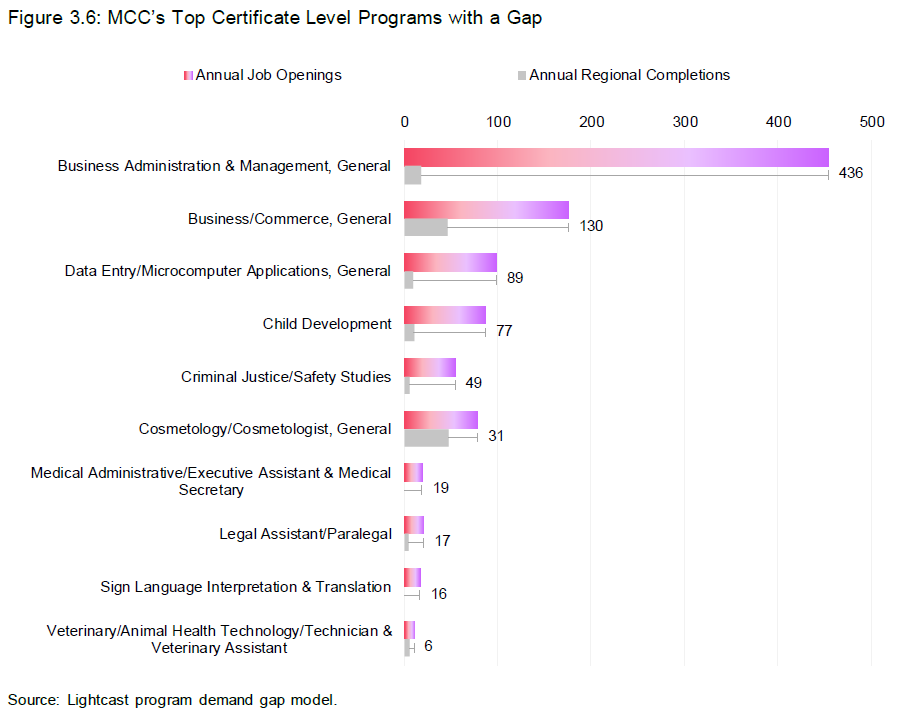 Figure 3.6: MCC’s Top Certificate Level Programs with a Gap
Annual Job Openings
Annual Regional Completions
0 100 200 300 400 500
Business Administration & Management, General
436
Business/Commerce, General
130
Data Entry/Microcomputer Applications, General
89
Child Development
77
Criminal Justice/Safety Studies
49
Cosmetology/Cosmetologist, General
31
Medical Administrative/Executive Assistant & Medical
Secretary
19
Legal Assistant/Paralegal
17
Sign Language Interpretation & Translation
16
Veterinary/Animal Health Technology/Technician &
Veterinary Assistant
6
Source: Lightcast program demand gap model.